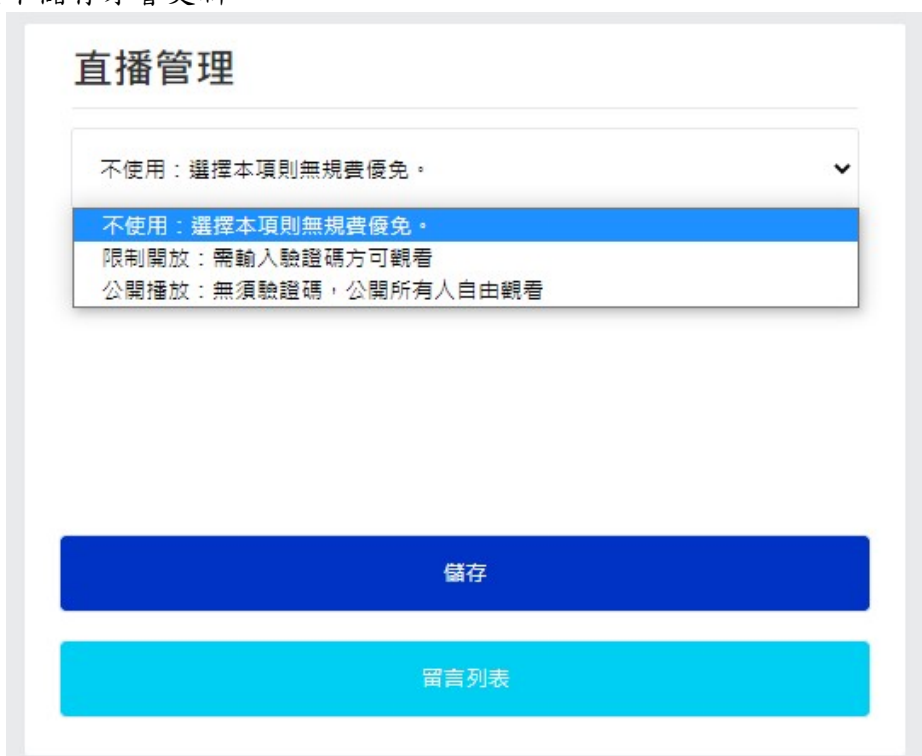 直播管理
不使用：選擇本項則無規費優免。
不使用：選擇本項則無規費優免。
限制開放：需輸入驗證碼方可觀看
公開播放：無須驗證碼，公開所有人自由觀看
儲存
留言列表